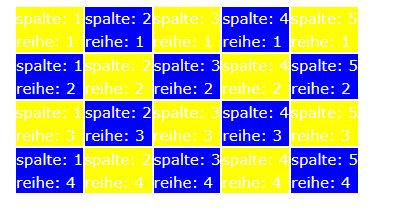 spalte: 1 spalte: 2 spalte: 3 spalte: 4 spalte: 5
reihe: 1 reihe: 1 reihe: 1 reihe: 1 reihe: 1
spalte: 1 spalte: 2 spalte: 3 spalte: 4 spalte: 5
reihe: 2 reihe: 2 reihe: 2 reihe: 2 reihe: 2
spalte: 1 spalte: 2 spalte: 3 spalte: 4 spalte: 5
reihe: 3 reihe: 3 reihe: 3 reihe: 3 reihe: 3
spalte: 1 spalte: 2 spalte: 3 spalte: 4 spalte: 5
reihe: 4 reihe: 4 reihe: 4 reihe: 4 reihe: 4